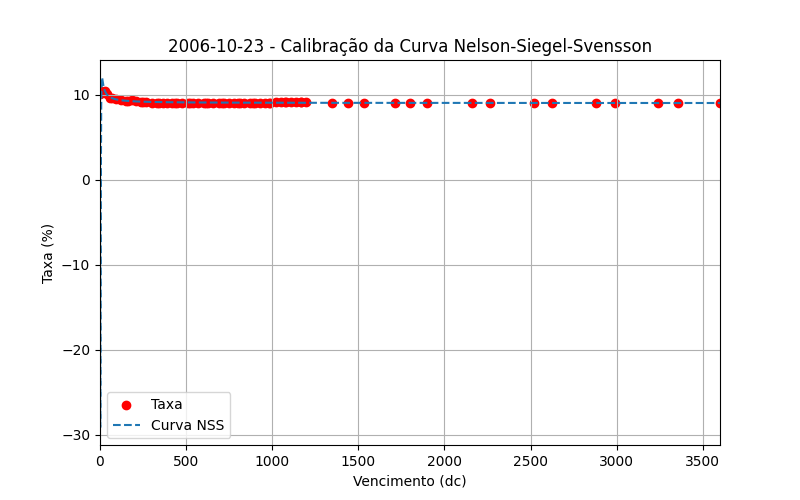 2006-10-23 - Calibração da Curva Nelson-Siegel-Svensson
Taxa (%)
10
0
−10
−20
−30
Taxa
Curva NSS
0 500 1000 1500 2000 2500 3000 3500
Vencimento (dc)